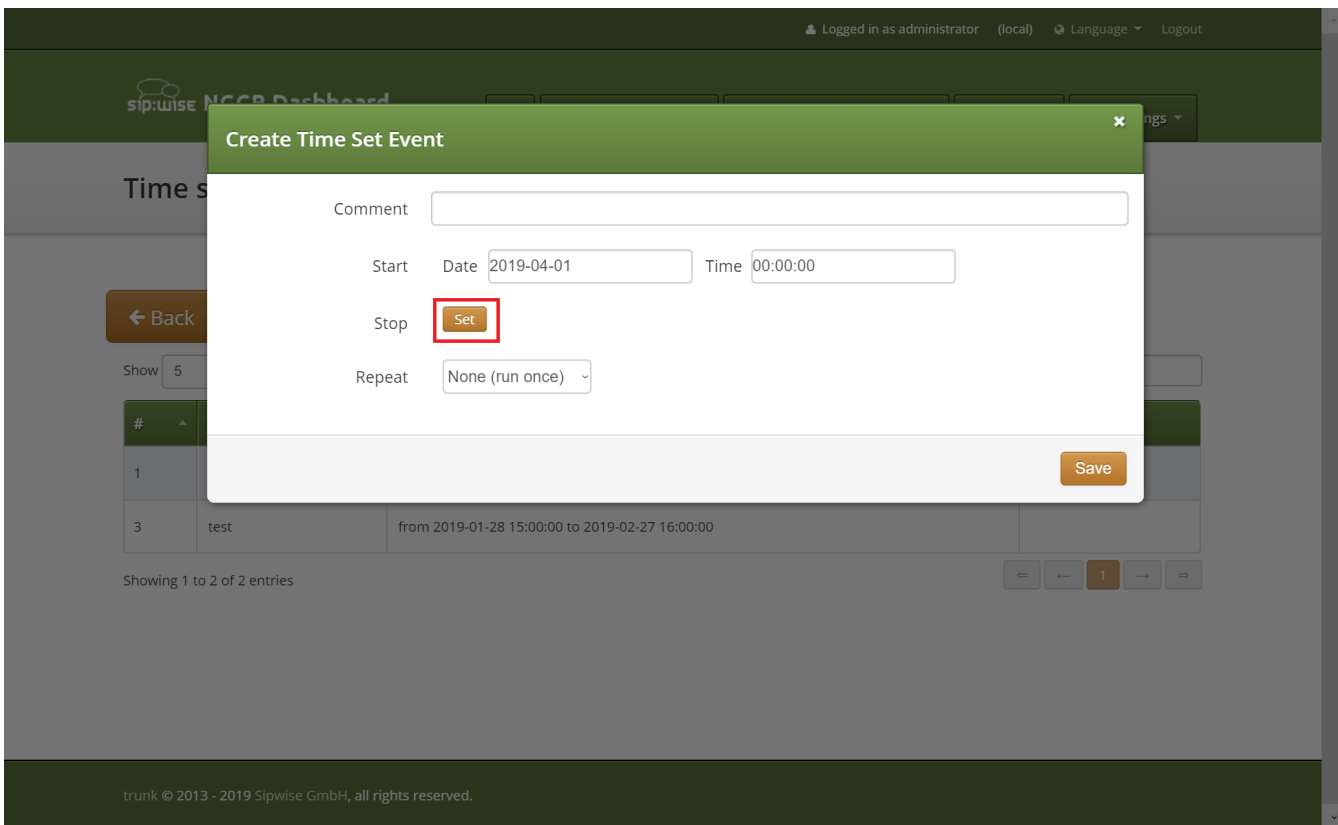 Logged in as administrator (local) Language Logout
sip:wise NGCP Dashboard
ngs
Create Time Set Event
Time s
Comment
Start Date 2019-04-01 Time 00:00:00
Back
Stop Set
Show 5
Repeat None (run once)
#
1
Save
3 test from 2019-01-28 15:00:00 to 2019-02-27 16:00:00
Showing 1 to 2 of 2 entries
⇐ ← 1 → ⇒
trunk © 2013 - 2019 Sipwise GmbH, all rights reserved.